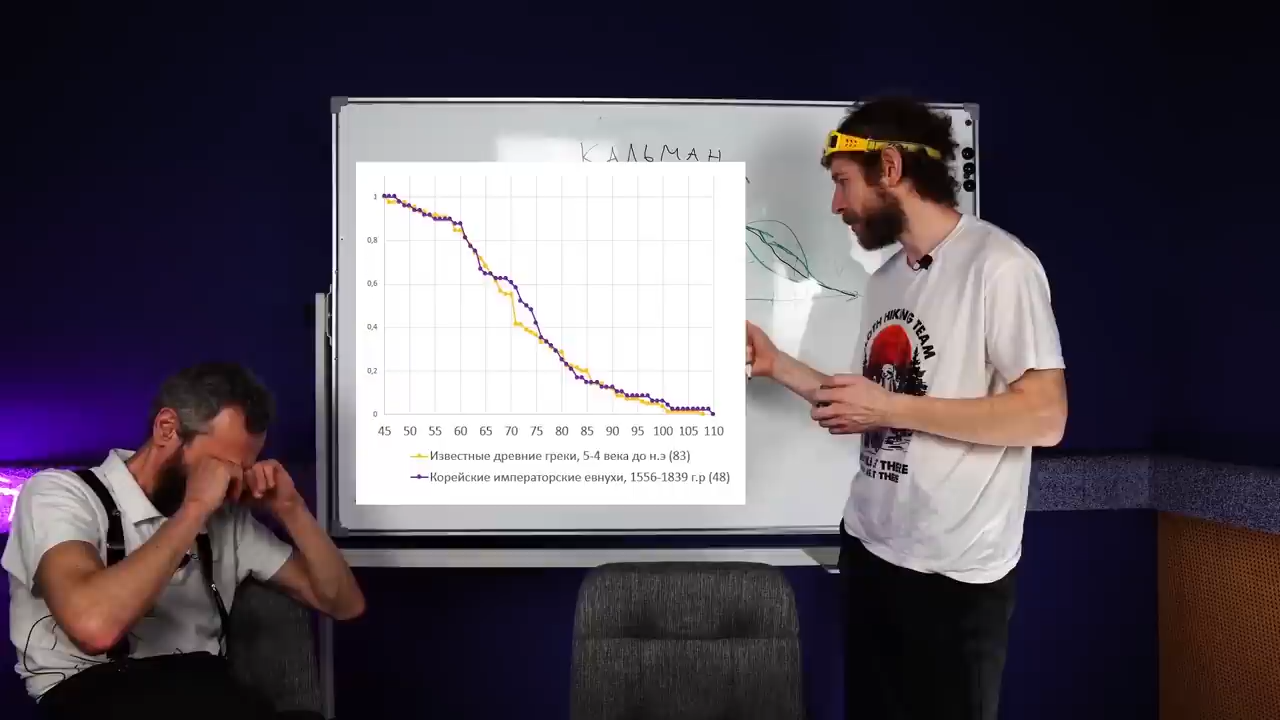 КАЛЬМАН
1
0,8
0,6
0,4
0,2
0
45 50 55 60 65 70 75 80 85 90 95 100 105 110
Известные древние греки, 5-4 века до н.э (83)
Корейские императорские евнухи, 1556-1839 г.р (48)
HIKING TEAM